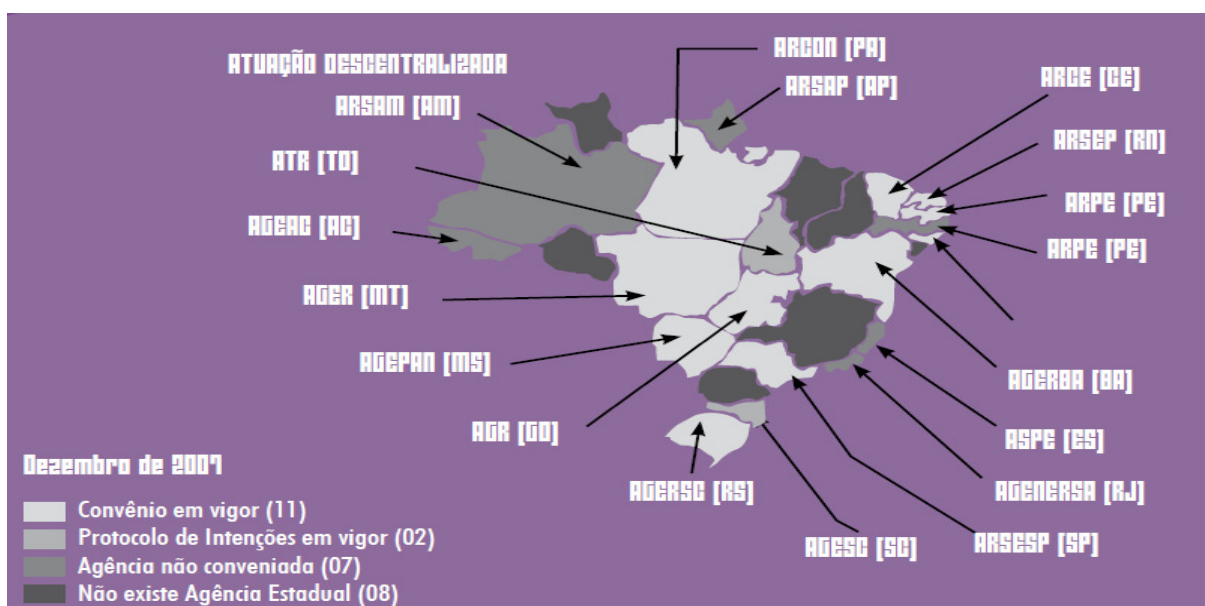 ATUAÇÃO DESCENTRALIZADA
ARCON [PA]
ARSAP [AP]
ARCE [CE]
ARSAM [AM]
ARSEP [RN]
ATR [TO]
ARPE [PE]
AGEAC [AC]
ARPE [PE]
AGER [MT]
AGEPAN [MS]
AGERBA [BA]
AGR [GO]
ASPE [ES]
AGERSC [RS]
AGENERSA [RJ]
AGESC [SC]
ARSESP [SP]
Dezembro de 2007
Convênio em vigor (11)
Protocolo de Intenções em vigor (02)
Agência não conveniada (07)
Não existe Agência Estadual (08)